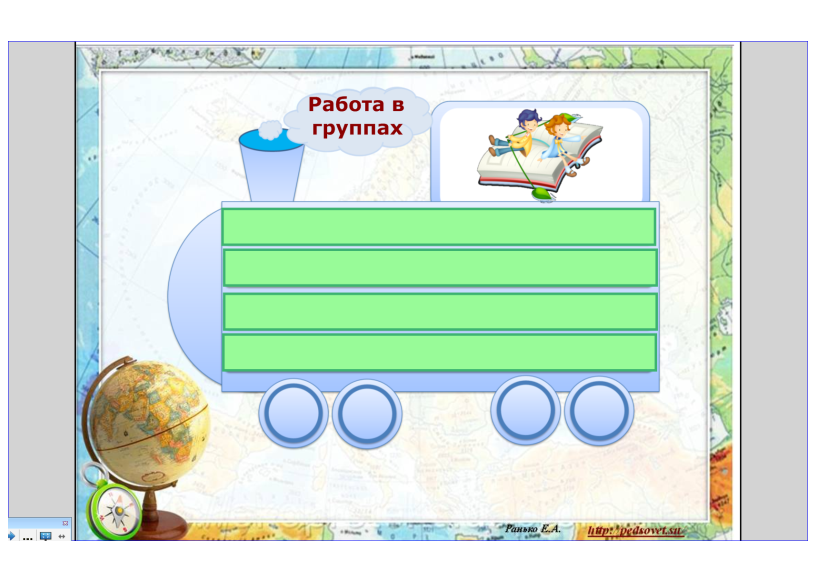 Работа в
группах
Ранько Е.А.
http://pedsovet.su